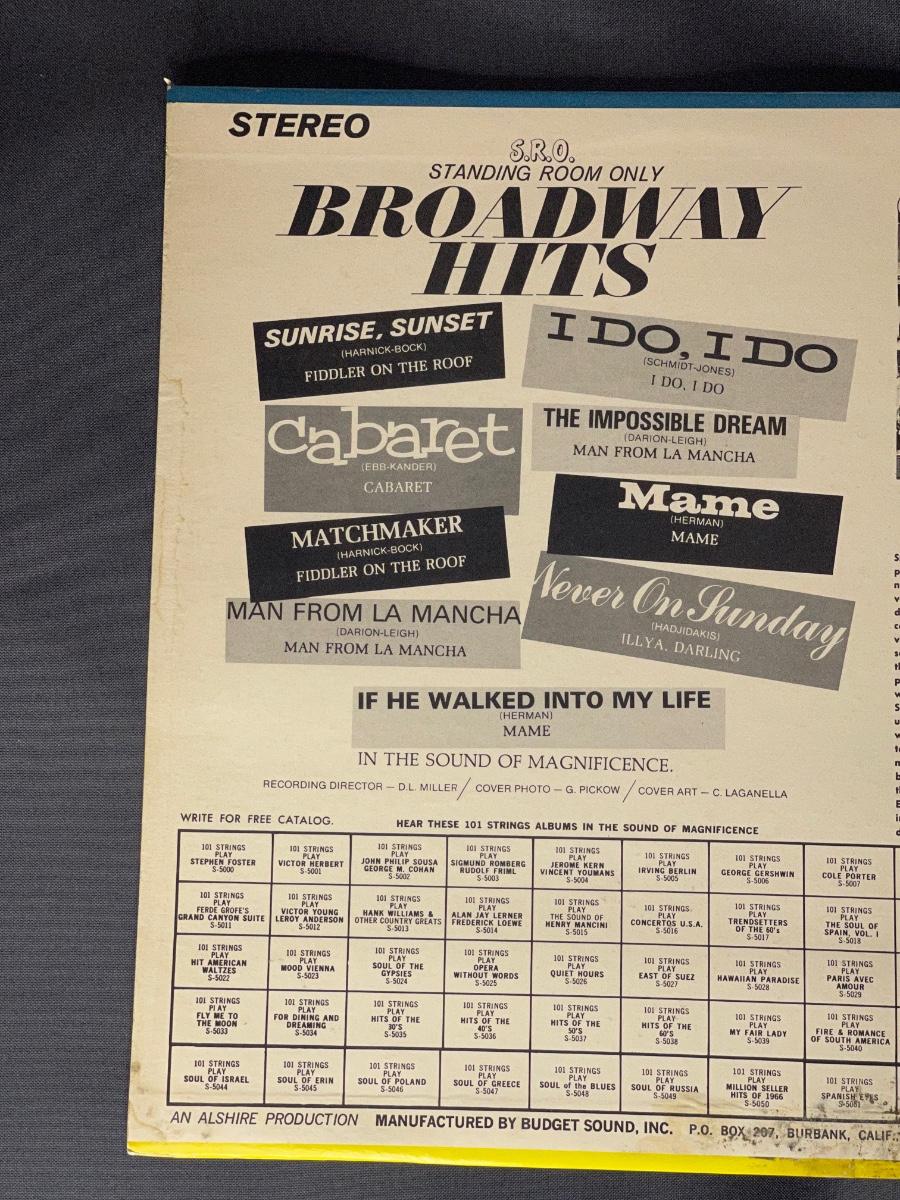 STEREO
S.R.O.
STANDING ROOM ONLY
BROADWAY
HITS
SUNRISE, SUNSET
(HARNICK-BOCK)
FIDDLER ON THE ROOF
I DO, I DO
(SCHMIDT-JONES)
I DO, I DO
Cabaret
(EBB-KANDER)
CABARET
THE IMPOSSIBLE DREAM
(DARION-LEIGH)
MAN FROM LA MANCHA
MATCHMAKER
(HARNICK-BOCK)
FIDDLER ON THE ROOF
Mame
(HERMAN)
MAME
MAN FROM LA MANCHA
(DARION-LEIGH)
MAN FROM LA MANCHA
Never On Sunday
(HADJIDAKIS)
ILLYA, DARLING
IF HE WALKED INTO MY LIFE
(HERMAN)
MAME
IN THE SOUND OF MAGNIFICENCE.
RECORDING DIRECTOR — D.L. MILLER / COVER PHOTO — G. PICKOW / COVER ART — C. LAGANELLA
WRITE FOR FREE CATALOG.
HEAR THESE 101 STRINGS ALBUMS IN THE SOUND OF MAGNIFICENCE
101 STRINGS
PLAY
STEPHEN FOSTER
S-5000
101 STRINGS
PLAY
VICTOR HERBERT
S-5001
101 STRINGS
PLAY
JOHN PHILIP SOUSA
GEORGE M. COHAN
S-5002
101 STRINGS
PLAY
SIGMUND ROMBERG
RUDOLF FRIML
S-5003
101 STRINGS
PLAY
JEROME KERN
VINCENT YOUMANS
S-5004
101 STRINGS
PLAY
IRVING BERLIN
S-5005
101 STRINGS
PLAY
GEORGE GERSHWIN
S-5006
101 STRINGS
PLAY
COLE PORTER
S-5007
101 STRINGS
PLAY
FERDE GROFE'S
GRAND CANYON SUITE
S-5011
101 STRINGS
PLAY
VICTOR YOUNG
LEROY ANDERSON
S-5012
101 STRINGS
PLAY
HANK WILLIAMS &
OTHER COUNTRY GREATS
S-5013
101 STRINGS
PLAY
ALAN JAY LERNER
FREDERICK LOEWE
S-5014
101 STRINGS
PLAY
THE SOUND OF
HENRY MANCINI
S-5015
101 STRINGS
PLAY
CONCERTOS U.S.A.
S-5016
101 STRINGS
PLAY
TRENDSETTERS
OF THE 60's
S-5017
101 STRINGS
PLAY
THE SOUL OF
SPAIN, VOL. I
S-5018
101 STRINGS
PLAY
HIT AMERICAN
WALTZES
S-5022
101 STRINGS
PLAY
MOOD VIENNA
S-5023
101 STRINGS
PLAY
SOUL OF THE
GYPSIES
S-5024
101 STRINGS
PLAY
OPERA
WITHOUT WORDS
S-5025
101 STRINGS
PLAY
QUIET HOURS
S-5026
101 STRINGS
PLAY
EAST OF SUEZ
S-5027
101 STRINGS
PLAY
HAWAIIAN PARADISE
S-5028
101 STRINGS
PLAY
PARIS AVEC
AMOUR
S-5029
101 STRINGS
PLAY
FLY ME TO
THE MOON
S-5033
101 STRINGS
PLAY
FOR DINING AND
DREAMING
S-5034
101 STRINGS
PLAY
HITS OF THE
30'S
S-5035
101 STRINGS
PLAY
HITS OF THE
40'S
S-5036
101 STRINGS
PLAY
HITS OF THE
50'S
S-5037
101 STRINGS
PLAY
HITS OF THE
60'S
S-5038
101 STRINGS
PLAY
MY FAIR LADY
S-5039
101 STRINGS
PLAY
FIRE & ROMANCE
OF SOUTH AMERICA
S-5040
101 STRINGS
PLAY
SOUL OF ISRAEL
S-5044
101 STRINGS
PLAY
SOUL OF ERIN
S-5045
101 STRINGS
PLAY
SOUL OF POLAND
S-5046
101 STRINGS
PLAY
SOUL OF GREECE
S-5047
101 STRINGS
PLAY
SOUL of the BLUES
S-5048
101 STRINGS
PLAY
SOUL OF RUSSIA
S-5049
101 STRINGS
PLAY
MILLION SELLER
HITS OF 1966
S-5050
101 STRINGS
PLAY
SPANISH EYES
S-5051
AN ALSHIRE PRODUCTION MANUFACTURED BY BUDGET SOUND, INC. P.O. BOX 207, BURBANK, CALIF.